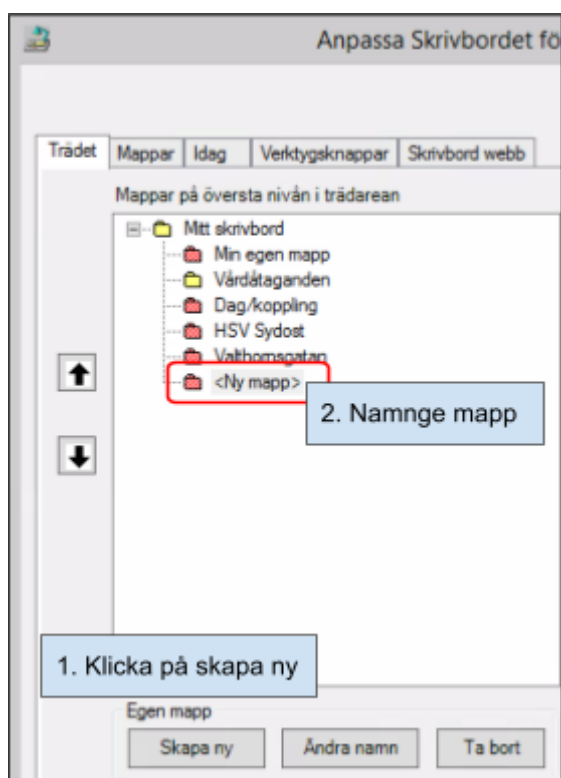 Anpassa Skrivbordet fö
Trädet Mappar Idag Verktygsknappar Skrivbord webb
Mappar på översta nivån i trädarean
Mitt skrivbord
Min egen mapp
Vårdåtaganden
Dag/koppling
HSV Sydost
Valthornsgatan
<Ny mapp>
2. Namnge mapp
1. Klicka på skapa ny
Egen mapp
Skapa ny Ändra namn Ta bort